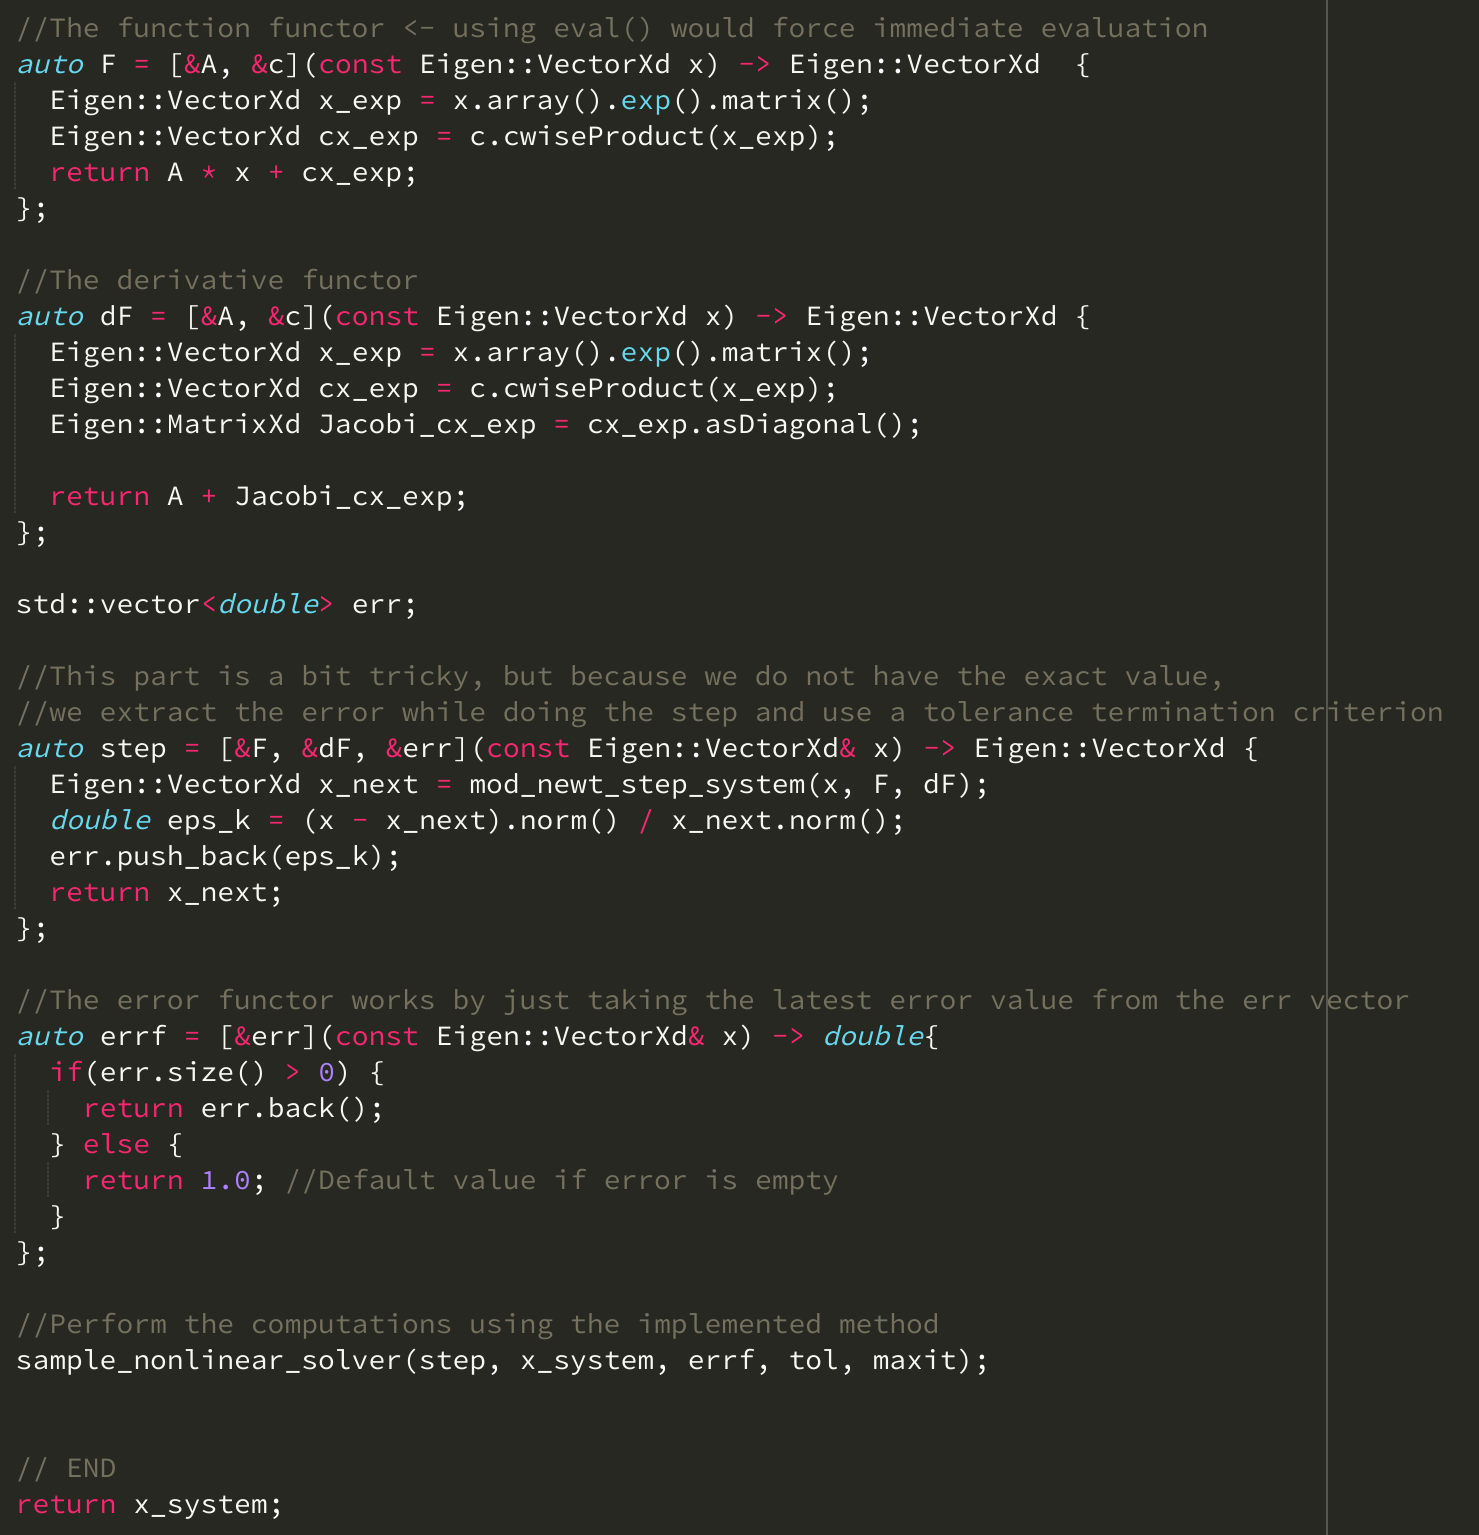 //The function functor <- using eval() would force immediate evaluation
auto F = [&A, &c](const Eigen::VectorXd x) -> Eigen::VectorXd  {
  Eigen::VectorXd x_exp = x.array().exp().matrix();
  Eigen::VectorXd cx_exp = c.cwiseProduct(x_exp);
  return A * x + cx_exp;
};

//The derivative functor
auto dF = [&A, &c](const Eigen::VectorXd x) -> Eigen::VectorXd {
  Eigen::VectorXd x_exp = x.array().exp().matrix();
  Eigen::VectorXd cx_exp = c.cwiseProduct(x_exp);
  Eigen::MatrixXd Jacobi_cx_exp = cx_exp.asDiagonal();

  return A + Jacobi_cx_exp;
};

std::vector<double> err;

//This part is a bit tricky, but because we do not have the exact value,
//we extract the error while doing the step and use a tolerance termination criterion
auto step = [&F, &dF, &err](const Eigen::VectorXd& x) -> Eigen::VectorXd {
  Eigen::VectorXd x_next = mod_newt_step_system(x, F, dF);
  double eps_k = (x - x_next).norm() / x_next.norm();
  err.push_back(eps_k);
  return x_next;
};

//The error functor works by just taking the latest error value from the err vector
auto errf = [&err](const Eigen::VectorXd& x) -> double{
  if(err.size() > 0) {
    return err.back();
  } else {
    return 1.0; //Default value if error is empty
  }
};

//Perform the computations using the implemented method
sample_nonlinear_solver(step, x_system, errf, tol, maxit);


// END
return x_system;